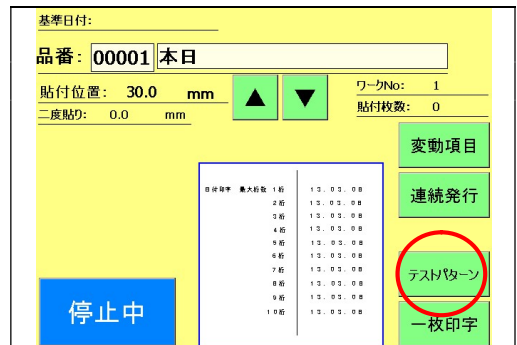 基準日付:
品番: 00001 本日
貼付位置: 30.0 mm ▲ ▼ ワークNo: 1
二度貼り: 0.0 mm 貼付枚数: 0
変動項目
日付印字 最大桁数 1桁 13.03.08
連続発行
2桁 13.03.08
3桁 13.03.08
4桁 13.03.08
5桁 13.03.08
6桁 13.03.08
7桁 13.03.08
テストパターン
8桁 13.03.08
9桁 13.03.08
10桁 13.03.08
停止中
一枚印字